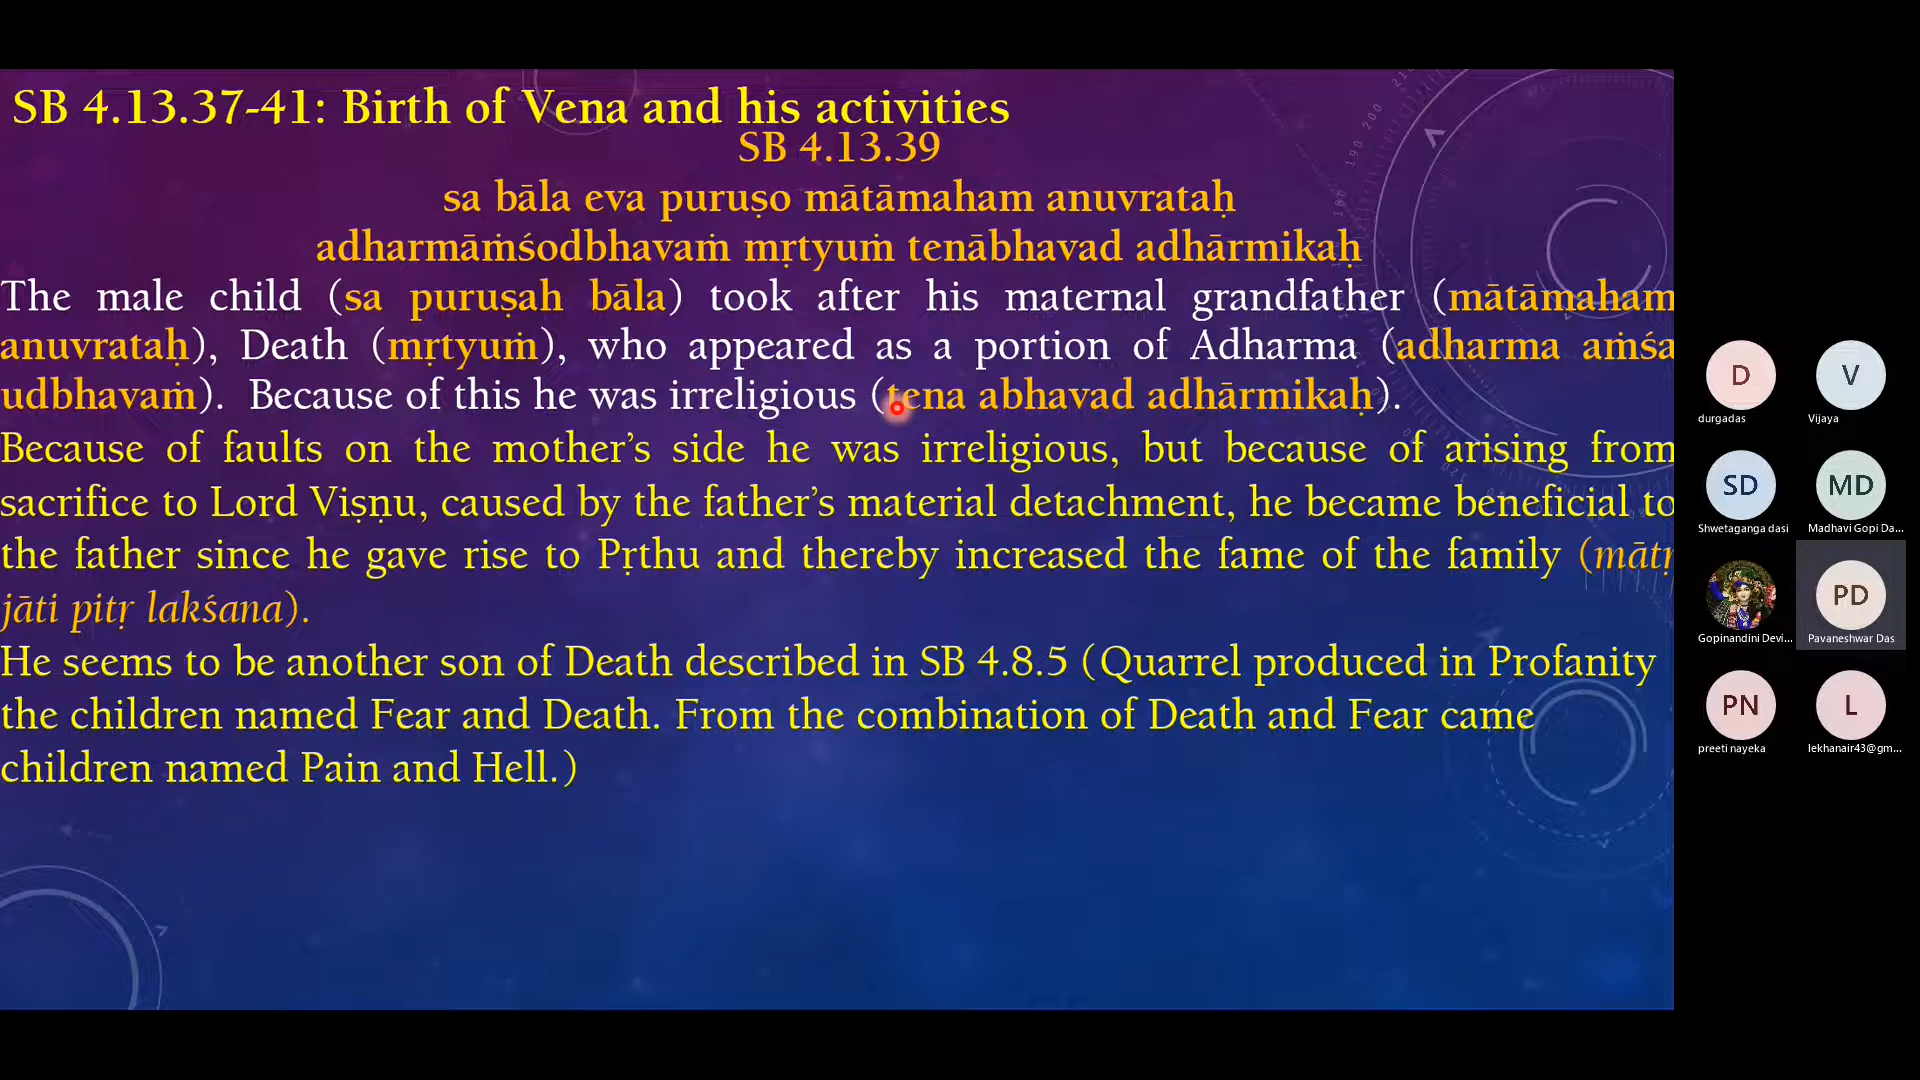 SB 4.13.37-41: Birth of Vena and his activities
SB 4.13.39
sa bāla eva puruṣo mātāmaham anuvrataḥ
adharmāṁśodbhavaṁ mṛtyuṁ tenābhavad adhārmikaḥ
The male child (sa puruṣah bāla) took after his maternal grandfather (mātāmaham
anuvrataḥ), Death (mṛtyuṁ), who appeared as a portion of Adharma (adharma aṁśa
udbhavaṁ). Because of this he was irreligious (tena abhavad adhārmikaḥ).
Because of faults on the mother’s side he was irreligious, but because of arising from
sacrifice to Lord Viṣṇu, caused by the father’s material detachment, he became beneficial to
the father since he gave rise to Pṛthu and thereby increased the fame of the family (mātṛ
jāti pitṛ lakśana).
He seems to be another son of Death described in SB 4.8.5 (Quarrel produced in Profanity
the children named Fear and Death. From the combination of Death and Fear came
children named Pain and Hell.)
D
durgadas
V
Vijaya
SD
Shwetaganga dasi
MD
Madhavi Gopi Da...
Gopinandini Devi...
PD
Pavaneshwar Das
PN
preeti nayeka
L
lekhanair43@gm...